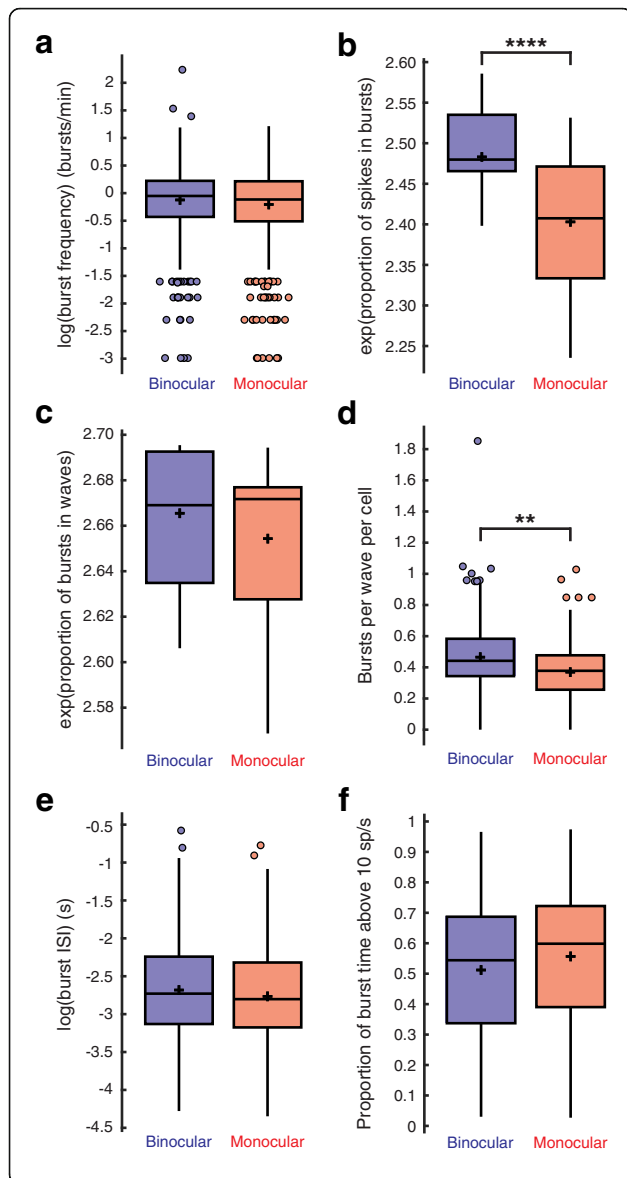 a
log(burst frequency) (bursts/min)
2
1.5
1
0.5
0
-0.5
-1
-1.5
-2
-2.5
-3
Binocular
Monocular
b
****
exp(proportion of spikes in bursts)
2.60
2.55
2.50
2.45
2.40
2.35
2.30
2.25
Binocular
Monocular
c
exp(proportion of bursts in waves)
2.70
2.68
2.66
2.64
2.60
2.58
Binocular
Monocular
d
**
Bursts per wave per cell
1.8
1.6
1.4
1.2
1
0.8
0.6
0.4
0.2
0
Binocular
Monocular
e
log(burst ISI) (s)
-0.5
-1
-1.5
-2
-2.5
-3
-3.5
-4
-4.5
Binocular
Monocular
f
Proportion of burst time above 10 sp/s
1
0.9
0.8
0.7
0.6
0.5
0.4
0.3
0.2
0.1
0
Binocular
Monocular